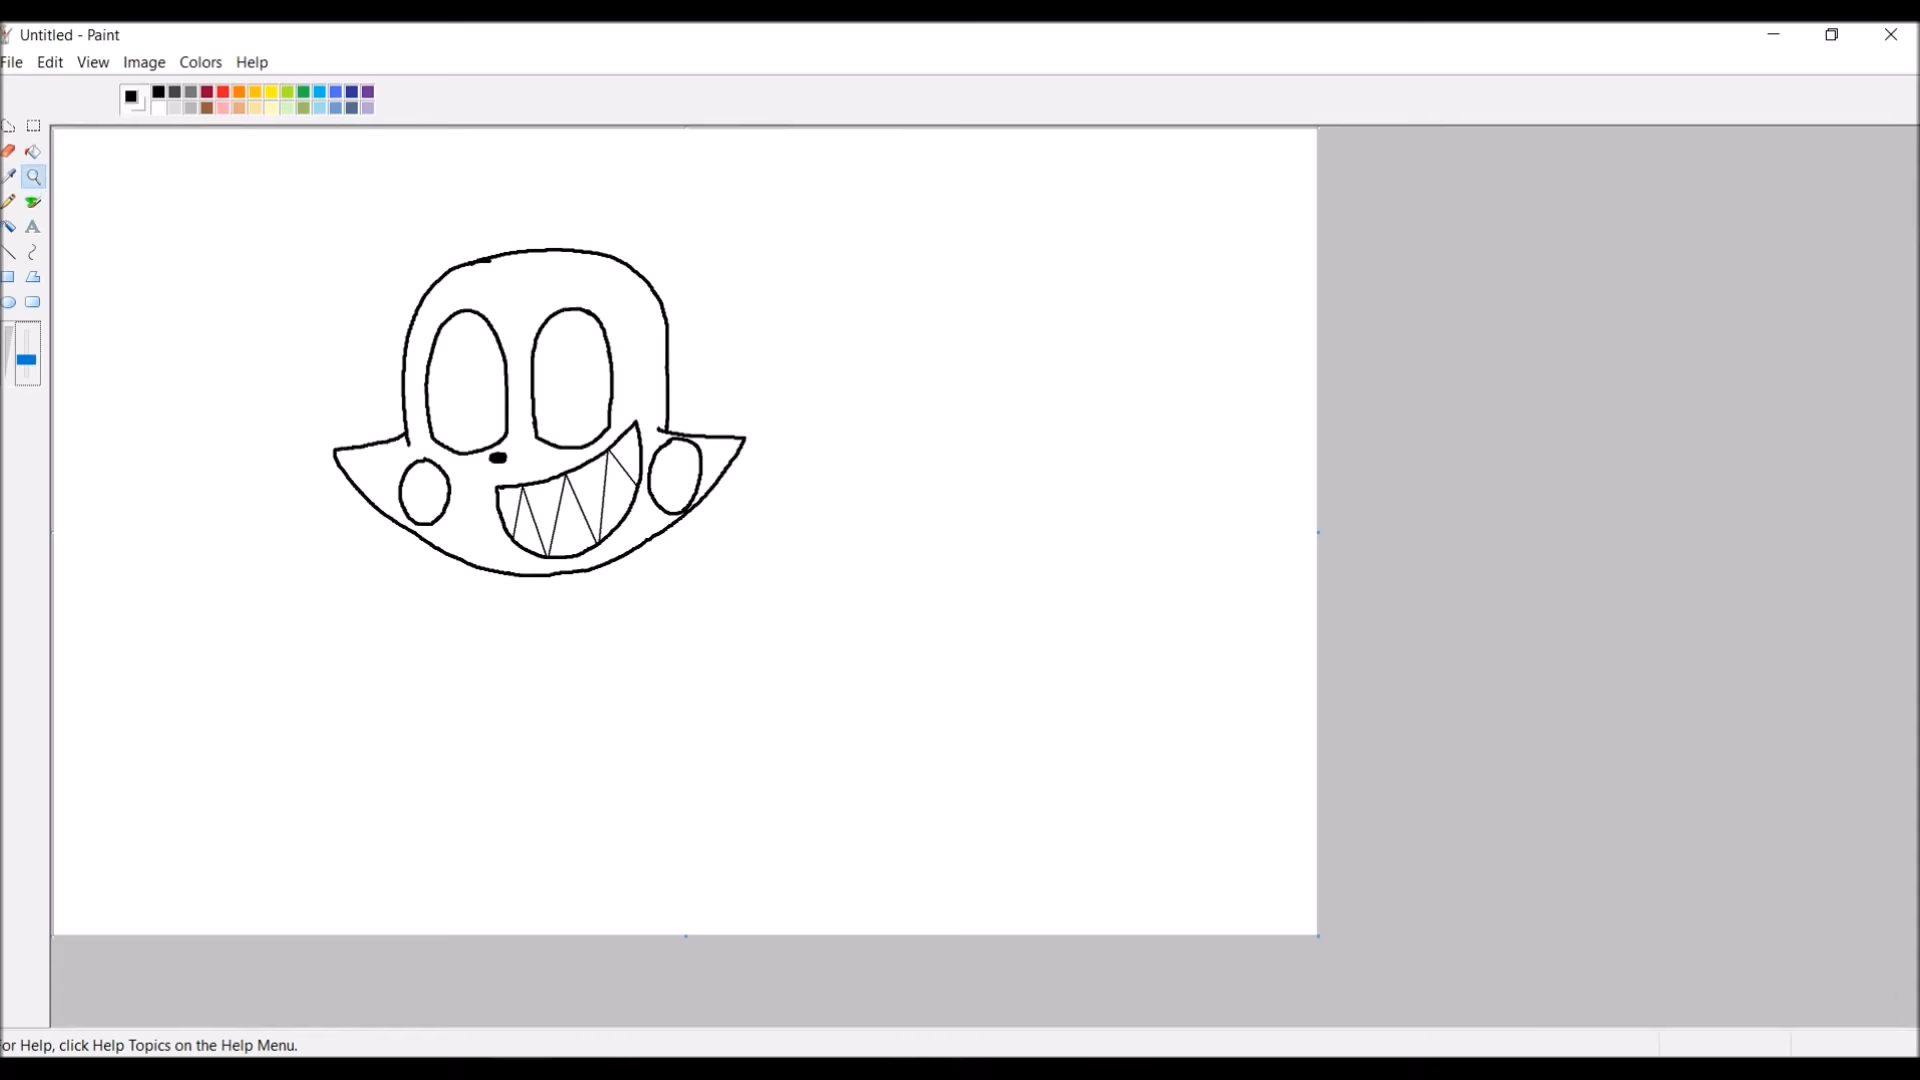 Untitled - Paint
File Edit View Image Colors Help
A
or Help, click Help Topics on the Help Menu.